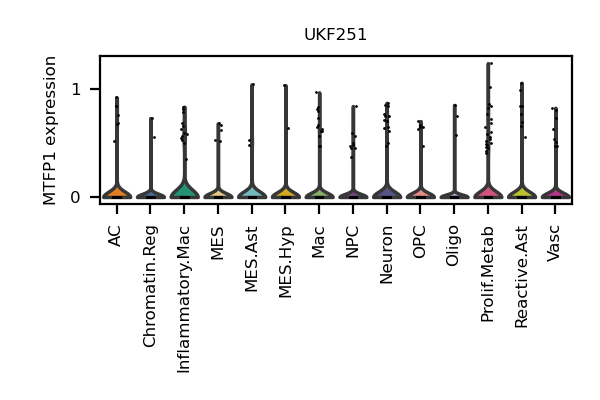 UKF251
MTFP1 expression
1
0
AC
Chromatin.Reg
Inflammatory.Mac
MES
MES.Ast
MES.Hyp
Mac
NPC
Neuron
OPC
Oligo
Prolif.Metab
Reactive.Ast
Vasc